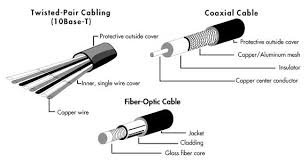 Twisted-Pair Cabling
(10Base-T)
Protective outside cover
Inner, single wire cover
Copper wire
Coaxial Cable
Protective outside cover
Copper/Aluminum mesh
Insulator
Copper center conductor
Fiber-Optic Cable
Jacket
Cladding
Glass fiber core